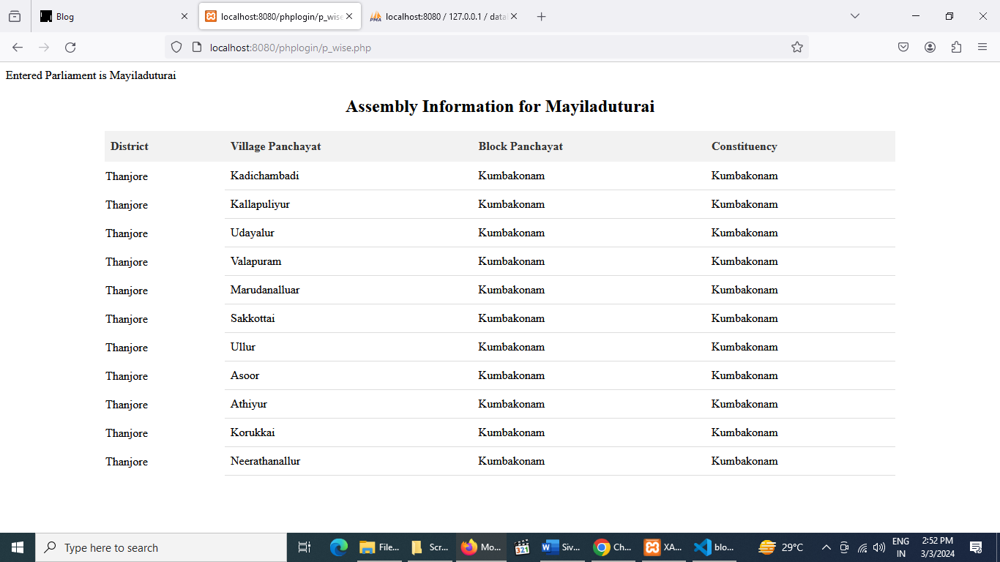 Blog
localhost:8080/phplogin/p_wise
localhost:8080 / 127.0.0.1 / data
localhost:8080/phplogin/p_wise.php
Entered Parliament is Mayiladuturai
Assembly Information for Mayiladuturai
District Village Panchayat Block Panchayat Constituency
Thanjore Kadichambadi Kumbakonam Kumbakonam
Thanjore Kallapuliyur Kumbakonam Kumbakonam
Thanjore Udayalur Kumbakonam Kumbakonam
Thanjore Valapuram Kumbakonam Kumbakonam
Thanjore Marudanalluar Kumbakonam Kumbakonam
Thanjore Sakkottai Kumbakonam Kumbakonam
Thanjore Ullur Kumbakonam Kumbakonam
Thanjore Asoor Kumbakonam Kumbakonam
Thanjore Athiyur Kumbakonam Kumbakonam
Thanjore Korukkai Kumbakonam Kumbakonam
Thanjore Neerathanallur Kumbakonam Kumbakonam
Type here to search
File...
Scr...
Mo...
321
Siv...
Ch...
XA...
blo...
29°C
ENG
IN
2:52 PM
3/3/2024